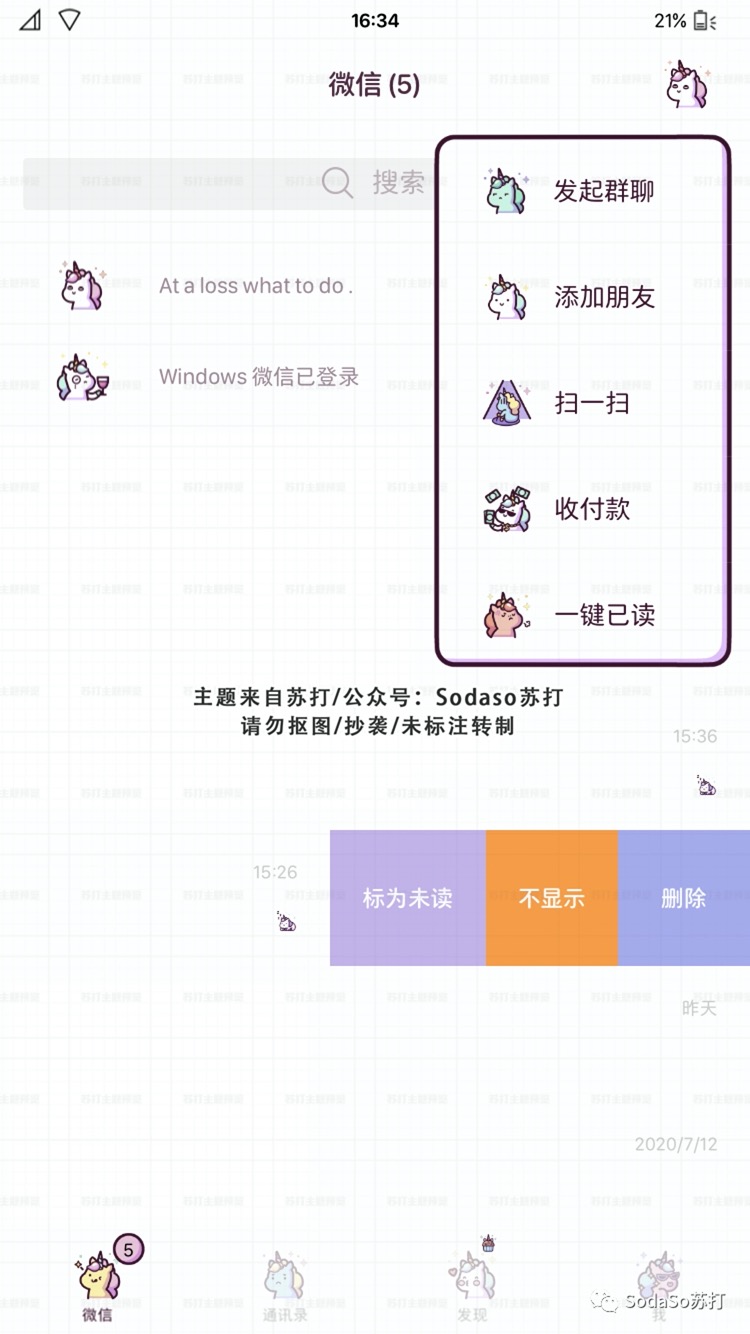 16:34
21%
微信 (5)
搜索
发起群聊
At a loss what to do .
添加朋友
Windows 微信已登录
扫一扫
收付款
一键已读
主题来自苏打/公众号：Sodaso苏打
请勿抠图/抄袭/未标注转制
15:36
15:26
标为未读
不显示
删除
昨天
2020/7/12
5
微信
通讯录
发现
我
SodaSo苏打